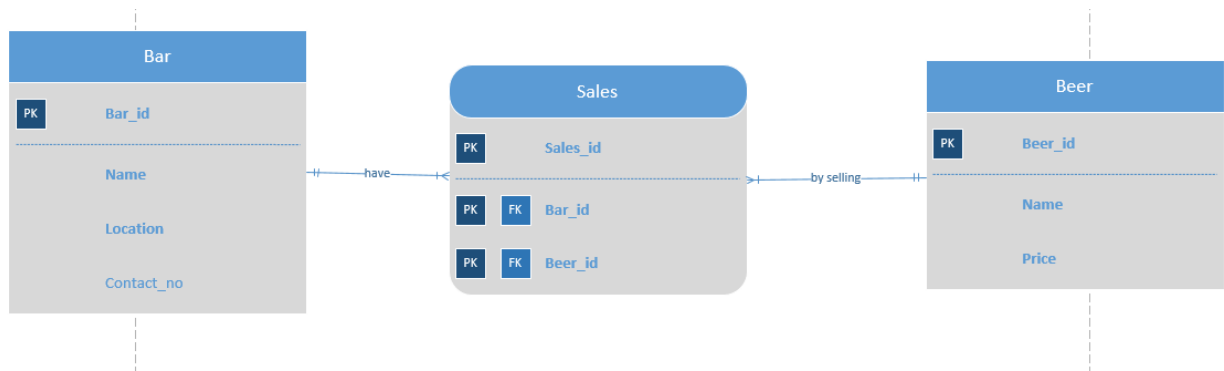 Bar
PK Bar_id
Name
Location
Contact_no
have
Sales
PK Sales_id
PK FK Bar_id
PK FK Beer_id
by selling
Beer
PK Beer_id
Name
Price